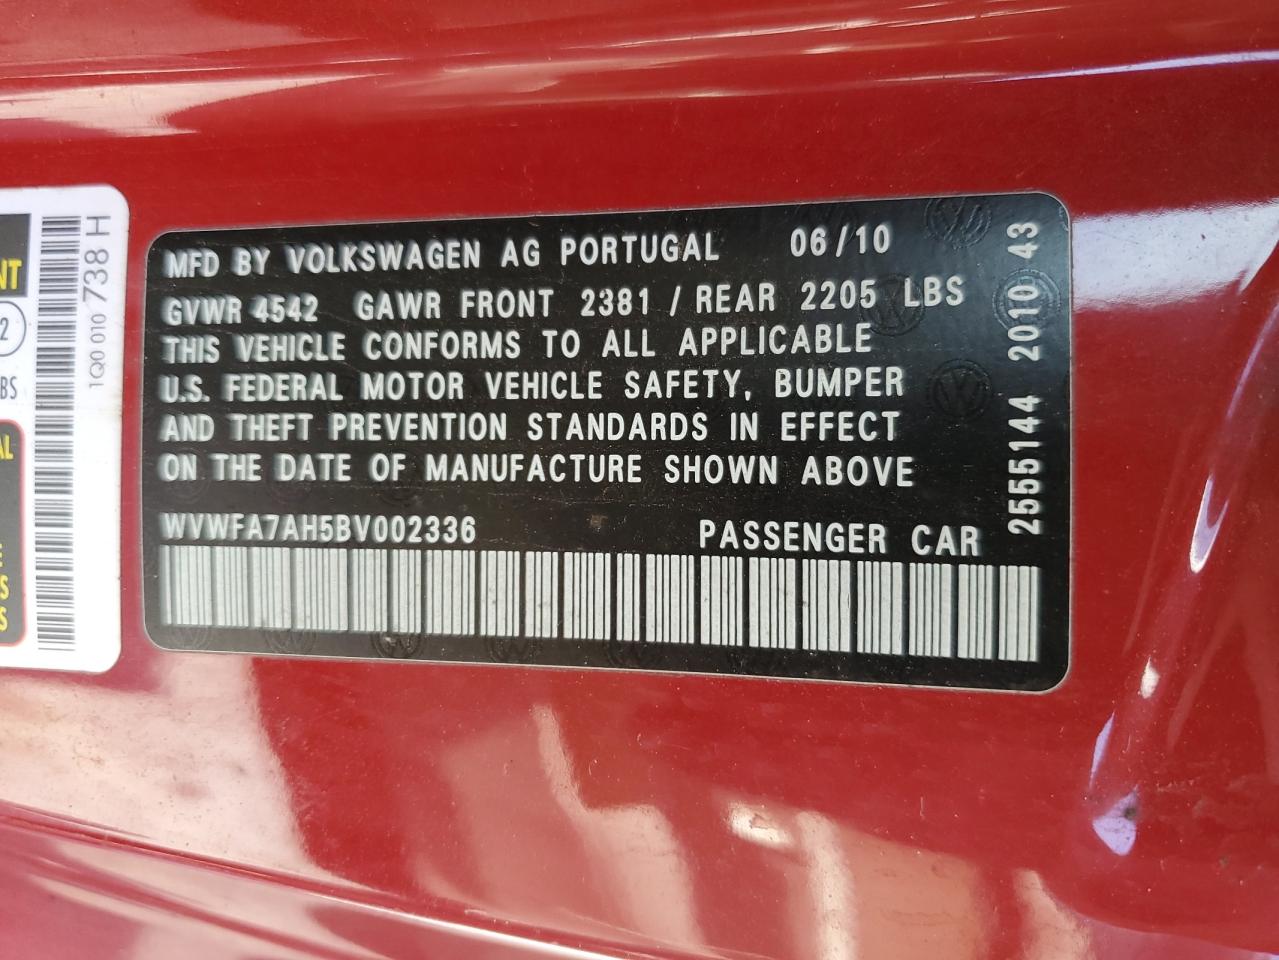 MFD BY VOLKSWAGEN AG PORTUGAL 06/10
GVWR 4542 GAWR FRONT 2381 / REAR 2205 LBS
THIS VEHICLE CONFORMS TO ALL APPLICABLE
U.S. FEDERAL MOTOR VEHICLE SAFETY, BUMPER
AND THEFT PREVENTION STANDARDS IN EFFECT
ON THE DATE OF MANUFACTURE SHOWN ABOVE
WVWFA7AH5BV002336 PASSENGER CAR
2555144 2010 43
1Q0 010 738 H